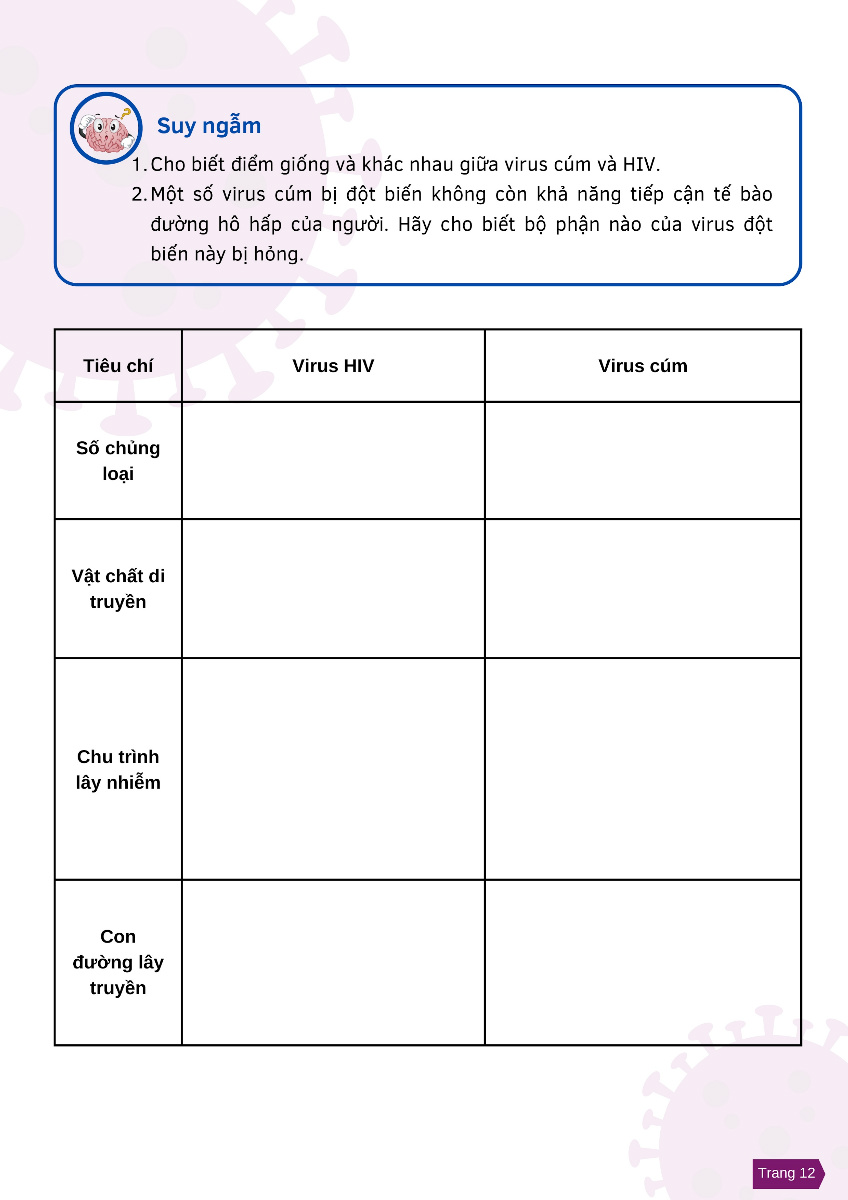 Suy ngẫm
1. Cho biết điểm giống và khác nhau giữa virus cúm và HIV.
2. Một số virus cúm bị đột biến không còn khả năng tiếp cận tế bào
đường hô hấp của người. Hãy cho biết bộ phận nào của virus đột
biến này bị hỏng.
Tiêu chí
Virus HIV
Virus cúm
Số chủng
loại
Vật chất di
truyền
Chu trình
lây nhiễm
Con
đường lây
truyền
Trang 12